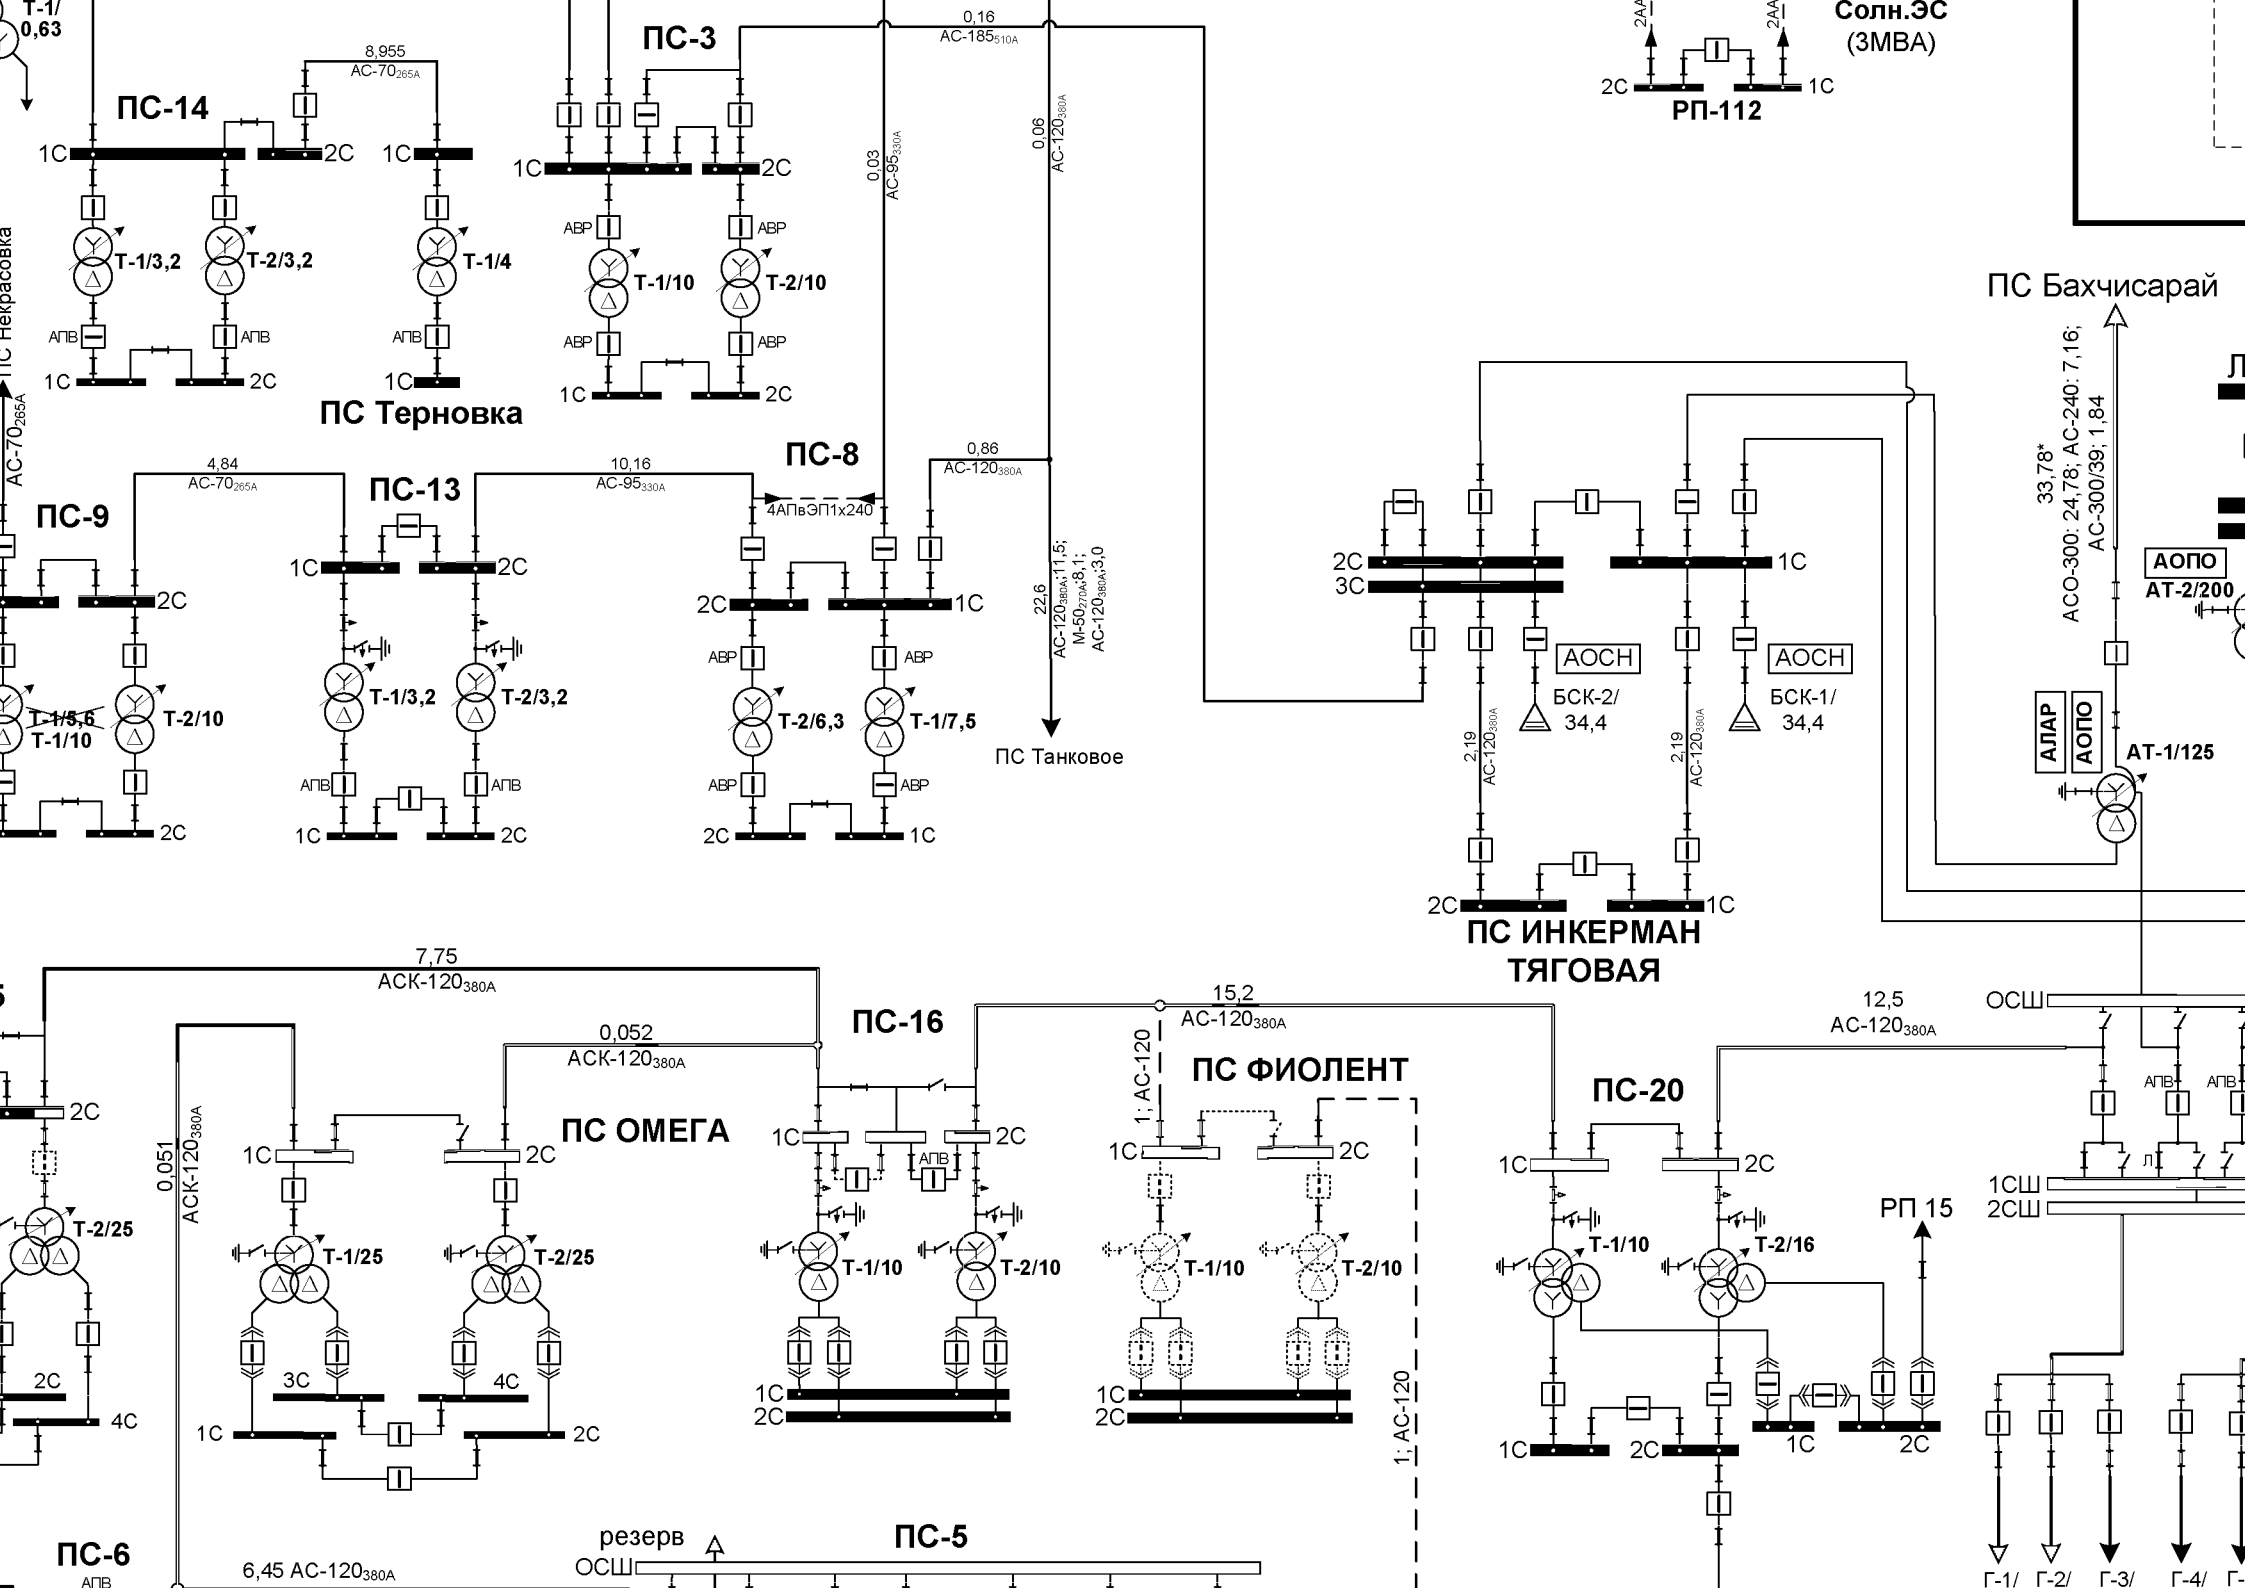 Т-1/
0,63
8,955
АС-70265А
ПС-14
1С
2С
1С
Т-1/3,2
Т-2/3,2
Т-1/4
АПВ
АПВ
АПВ
1С
2С
1С
ПС Терновка
ПС-3
0,16
АС-185510А
1С
2С
АВР
АВР
Т-1/10
Т-2/10
АВР
АВР
1С
2С
0,03
АС-95330А
0,06
АС-120380А
2АА
2АА
Солн.ЭС
(3МВА)
2С
1С
РП-112
ПС Некрасовка
АС-70265А
ПС-9
4,84
АС-70265А
2С
Т-1/5,6
Т-1/10
Т-2/10
2С
ПС-13
10,16
АС-95330А
1С
2С
Т-1/3,2
Т-2/3,2
АПВ
АПВ
1С
2С
ПС-8
4АПвЭП1х240
0,86
АС-120380А
2С
1С
АВР
АВР
Т-2/6,3
Т-1/7,5
АВР
АВР
2С
1С
22,6
АС-120380А;11,5;
М-50270А;8,1;
АС-120380А;3,0
ПС Танковое
2С
3С
1С
АОСН
АОСН
БСК-2/
34,4
БСК-1/
34,4
2,19
АС-120380А
2,19
АС-120380А
2С
1С
ПС ИНКЕРМАН
ТЯГОВАЯ
ПС Бахчисарай
33,78*
АСО-300: 24,78; АС-240: 7,16;
АС-300/39; 1,84
АОПО
АТ-2/200
АЛАР
АОПО
АТ-1/125
7,75
АСК-120380А
0,052
АСК-120380А
0,051
АСК-120380А
2С
Т-2/25
2С
4С
ПС ОМЕГА
1С
2С
Т-1/25
Т-2/25
3С
4С
1С
2С
ПС-16
1С
2С
АПВ
Т-1/10
Т-2/10
1С
2С
15,2
АС-120380А
1; АС-120
ПС ФИОЛЕНТ
1С
2С
Т-1/10
Т-2/10
1С
2С
1; АС-120
ПС-20
12,5
АС-120380А
1С
2С
Т-1/10
Т-2/16
РП 15
1С
2С
1С
2С
ОСШ
АПВ
АПВ
Л
1СШ
2СШ
Г-1/
Г-2/
Г-3/
Г-4/
ПС-6
АПВ
6,45 АС-120380А
резерв
ОСШ
ПС-5